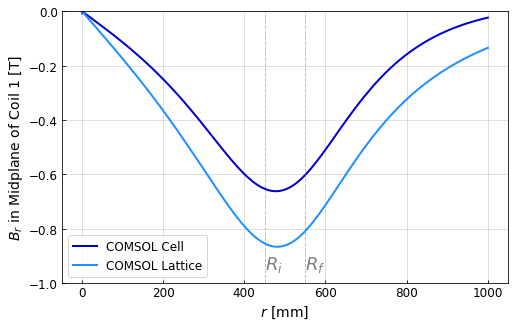 0.0
−0.2
−0.4
−0.6
−0.8
−1.0
B_r in Midplane of Coil 1 [T]
COMSOL Cell
COMSOL Lattice
R_i
R_f
0
200
400
600
800
1000
r [mm]